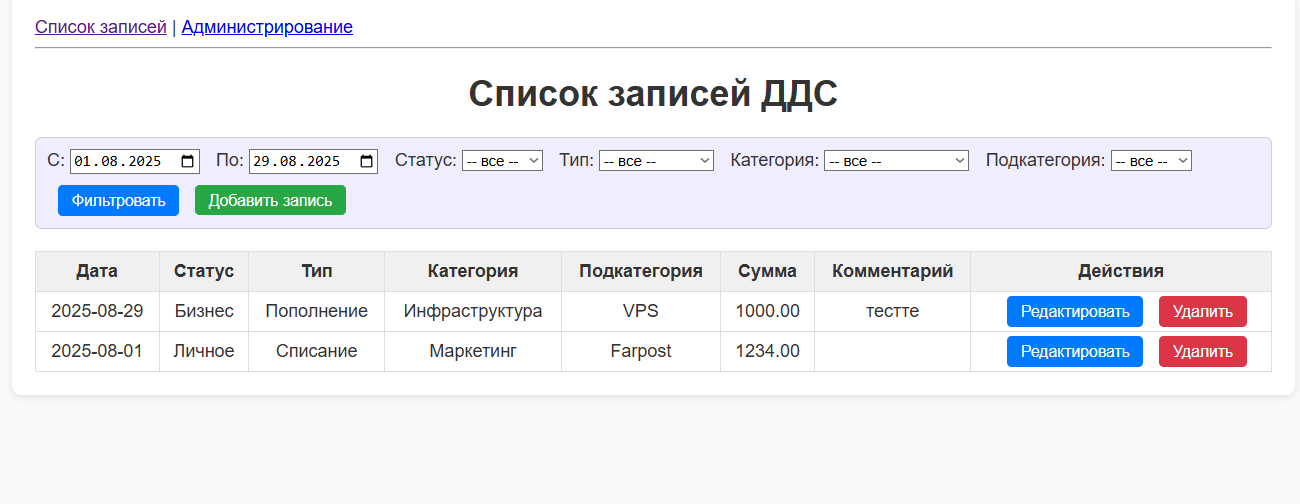 Список записей | Администрирование
Список записей ДДС
С: 01.08.2025 По: 29.08.2025 Статус: -- все -- Тип: -- все -- Категория: -- все -- Подкатегория: -- все --
Фильтровать Добавить запись
Дата Статус Тип Категория Подкатегория Сумма Комментарий Действия
2025-08-29 Бизнес Пополнение Инфраструктура VPS 1000.00 тестте Редактировать Удалить
2025-08-01 Личное Списание Маркетинг Farpost 1234.00 Редактировать Удалить